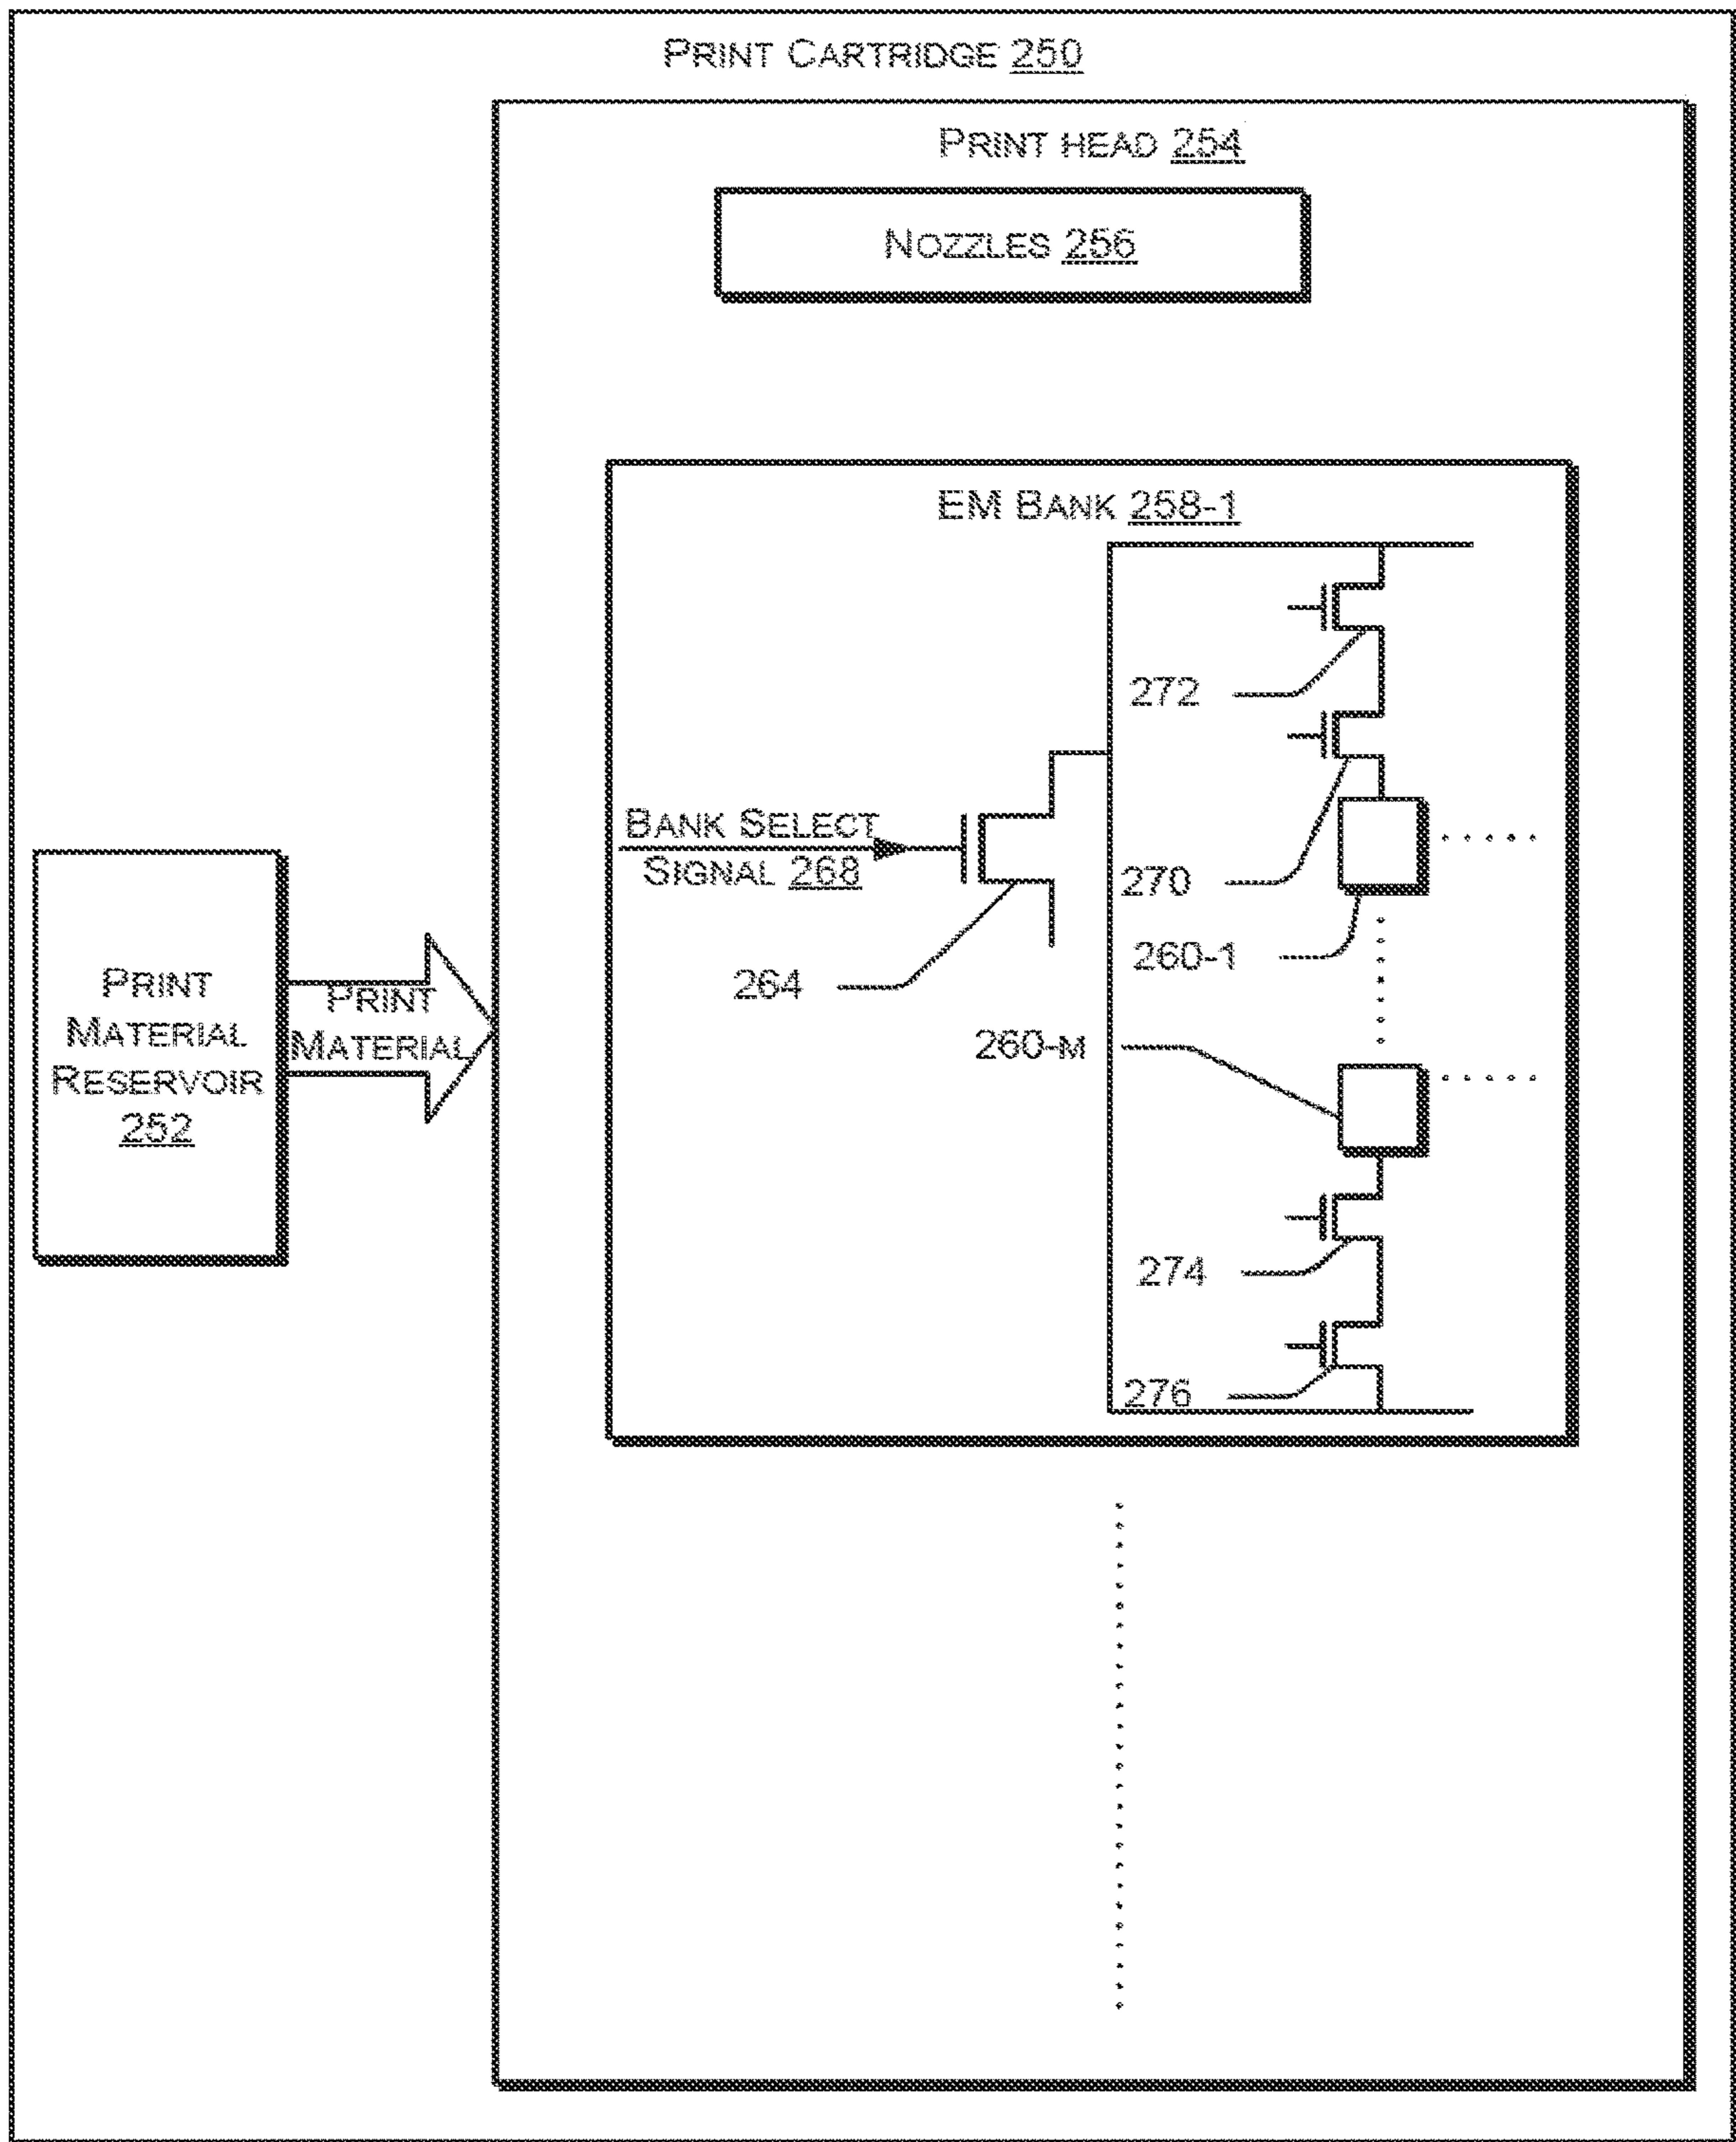 PRINT CARTRIDGE 250
PRINT HEAD 254
NOZZLES 256
EM BANK 258-1
272
BANK SELECT
SIGNAL 268
270
260-1
264
260-M
PRINT
MATERIAL
RESERVOIR
252
PRINT
MATERIAL
274
276